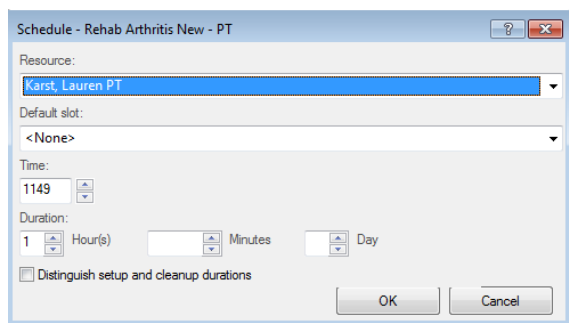 Schedule - Rehab Arthritis New - PT
Resource:
Karst, Lauren PT
Default slot:
<None>
Time:
1149
Duration:
1 Hour(s) Minutes Day
Distinguish setup and cleanup durations
OK Cancel